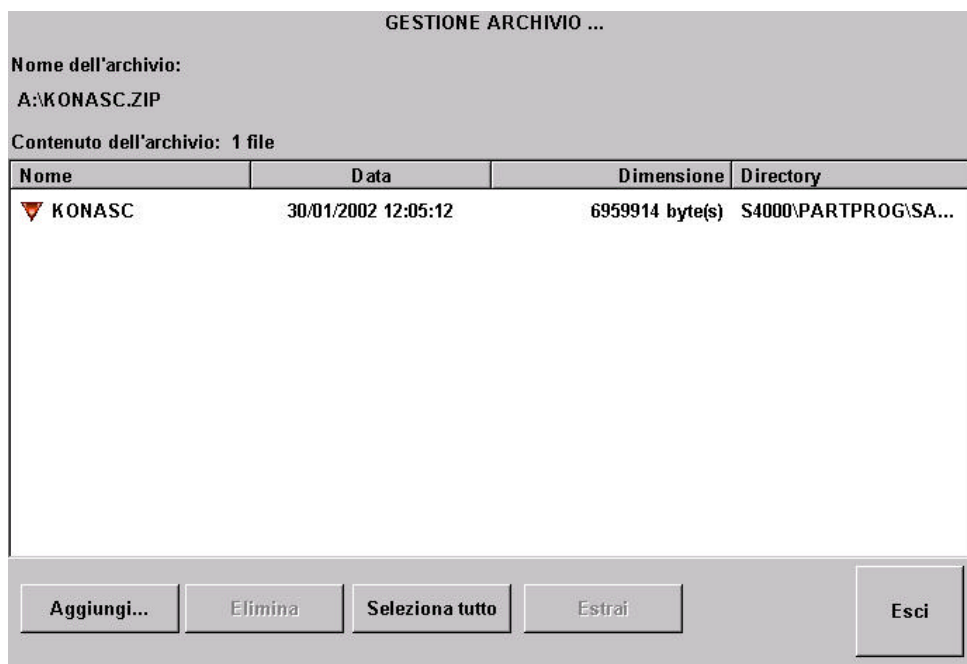 GESTIONE ARCHIVIO ...
Nome dell'archivio:
A:\KONASC.ZIP
Contenuto dell'archivio: 1 file
Nome Data Dimensione Directory
KONASC 30/01/2002 12:05:12 6959914 byte(s) S4000\PARTPROG\SA...
Aggiungi... Elimina Seleziona tutto Estrai Esci